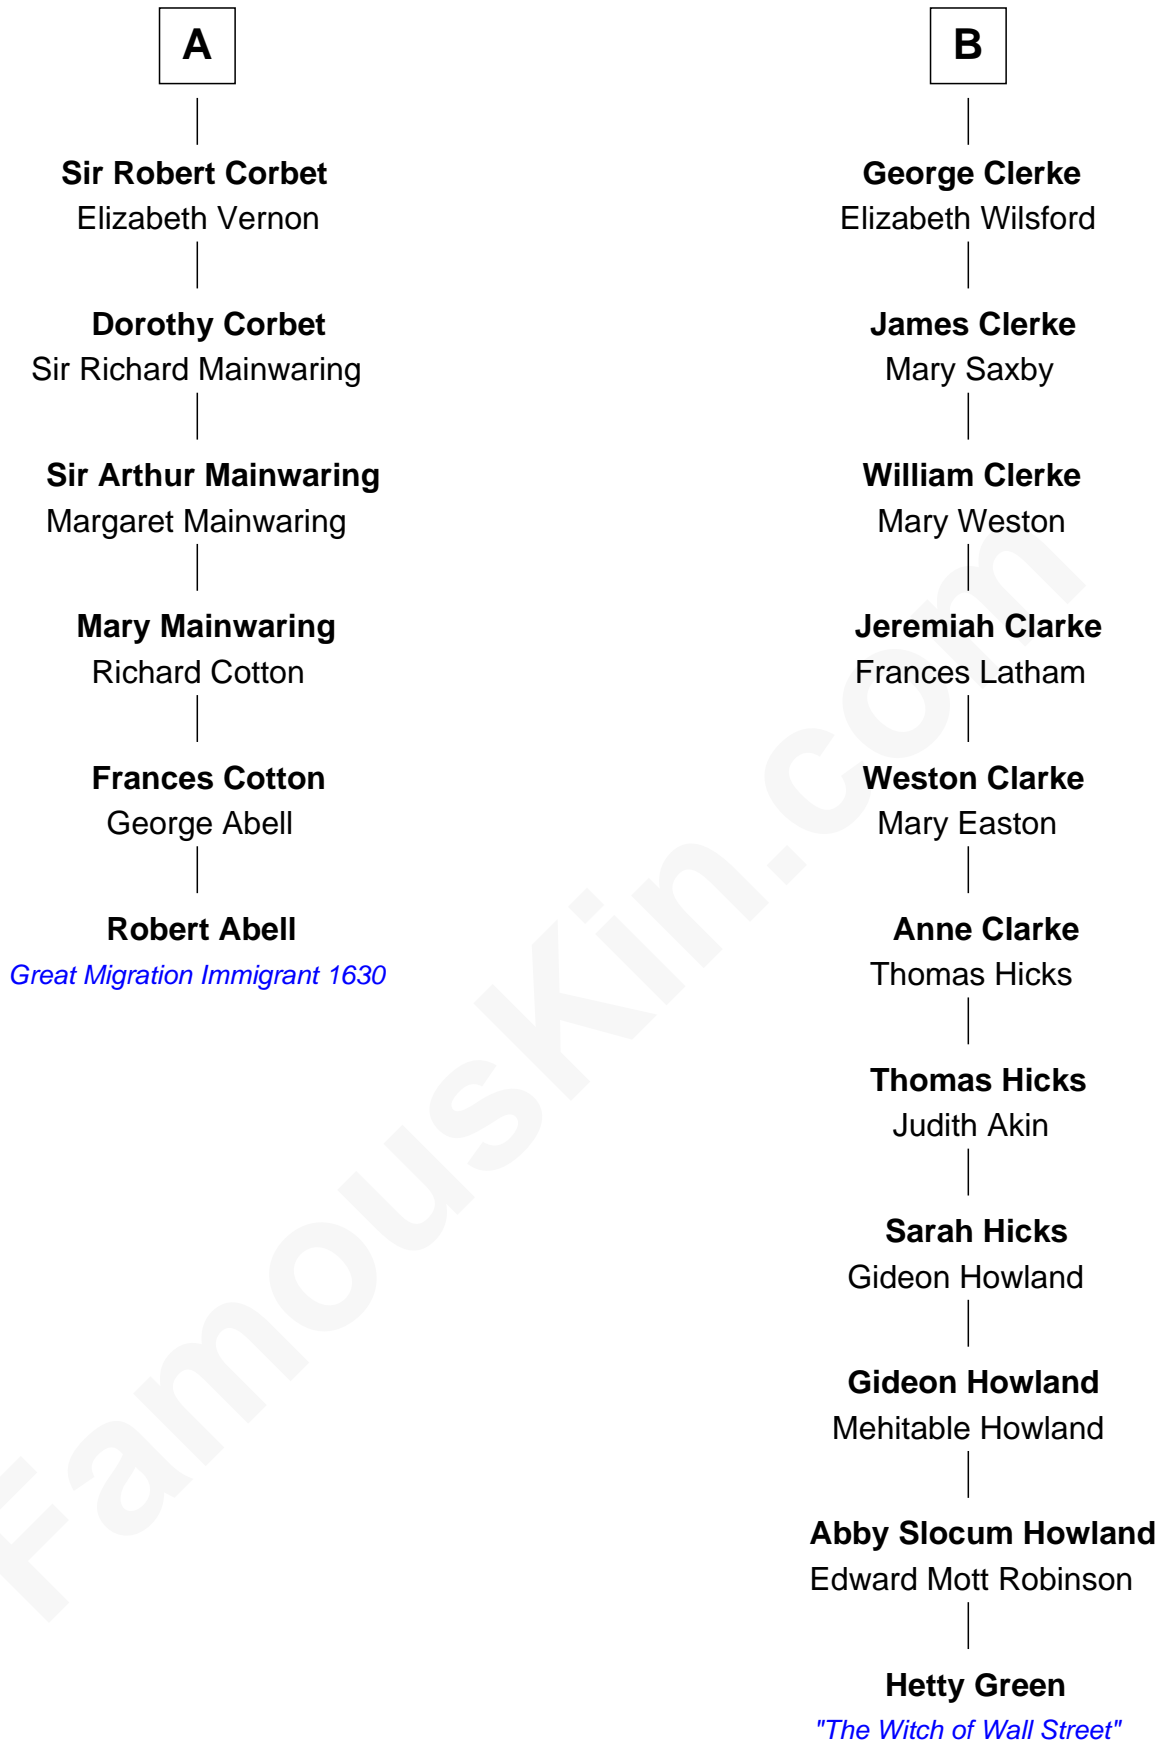 A
Sir Robert Corbet
Elizabeth Vernon
Dorothy Corbet
Sir Richard Mainwaring
Sir Arthur Mainwaring
Margaret Mainwaring
Mary Mainwaring
Richard Cotton
Frances Cotton
George Abell
Robert Abell
Great Migration Immigrant 1630
B
George Clerke
Elizabeth Wilsford
James Clerke
Mary Saxby
William Clerke
Mary Weston
Jeremiah Clarke
Frances Latham
Weston Clarke
Mary Easton
Anne Clarke
Thomas Hicks
Thomas Hicks
Judith Akin
Sarah Hicks
Gideon Howland
Gideon Howland
Mehitable Howland
Abby Slocum Howland
Edward Mott Robinson
Hetty Green
"The Witch of Wall Street"
FamousKin.com